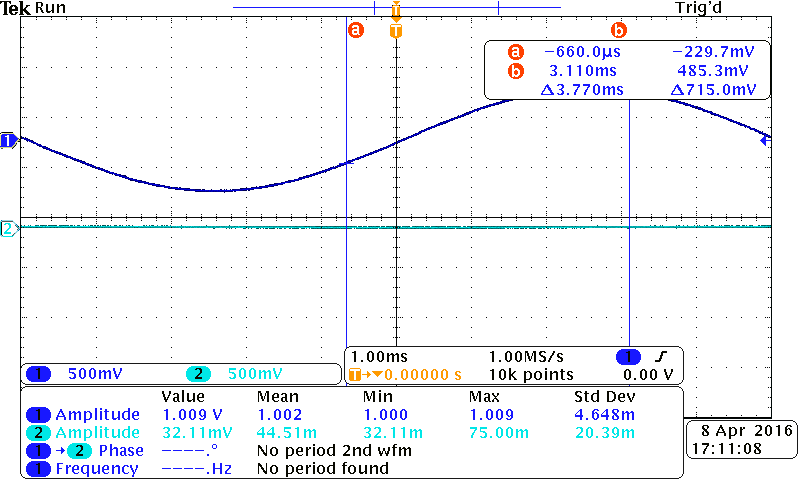 Tek Run Trig'd
T
a T b
a −660.0µs −229.7mV
b 3.110ms 485.3mV
Δ3.770ms Δ715.0mV
1
2
1 500mV 2 500mV
1.00ms 1.00MS/s 1
T→▼0.00000 s 10k points 0.00 V
Value Mean Min Max Std Dev
1 Amplitude 1.009 V 1.002 1.000 1.009 4.648m
2 Amplitude 32.11mV 44.51m 32.11m 75.00m 20.39m
1 → 2 Phase ––––.° No period 2nd wfm
1 Frequency ––––.Hz No period found
8 Apr 2016
17:11:08